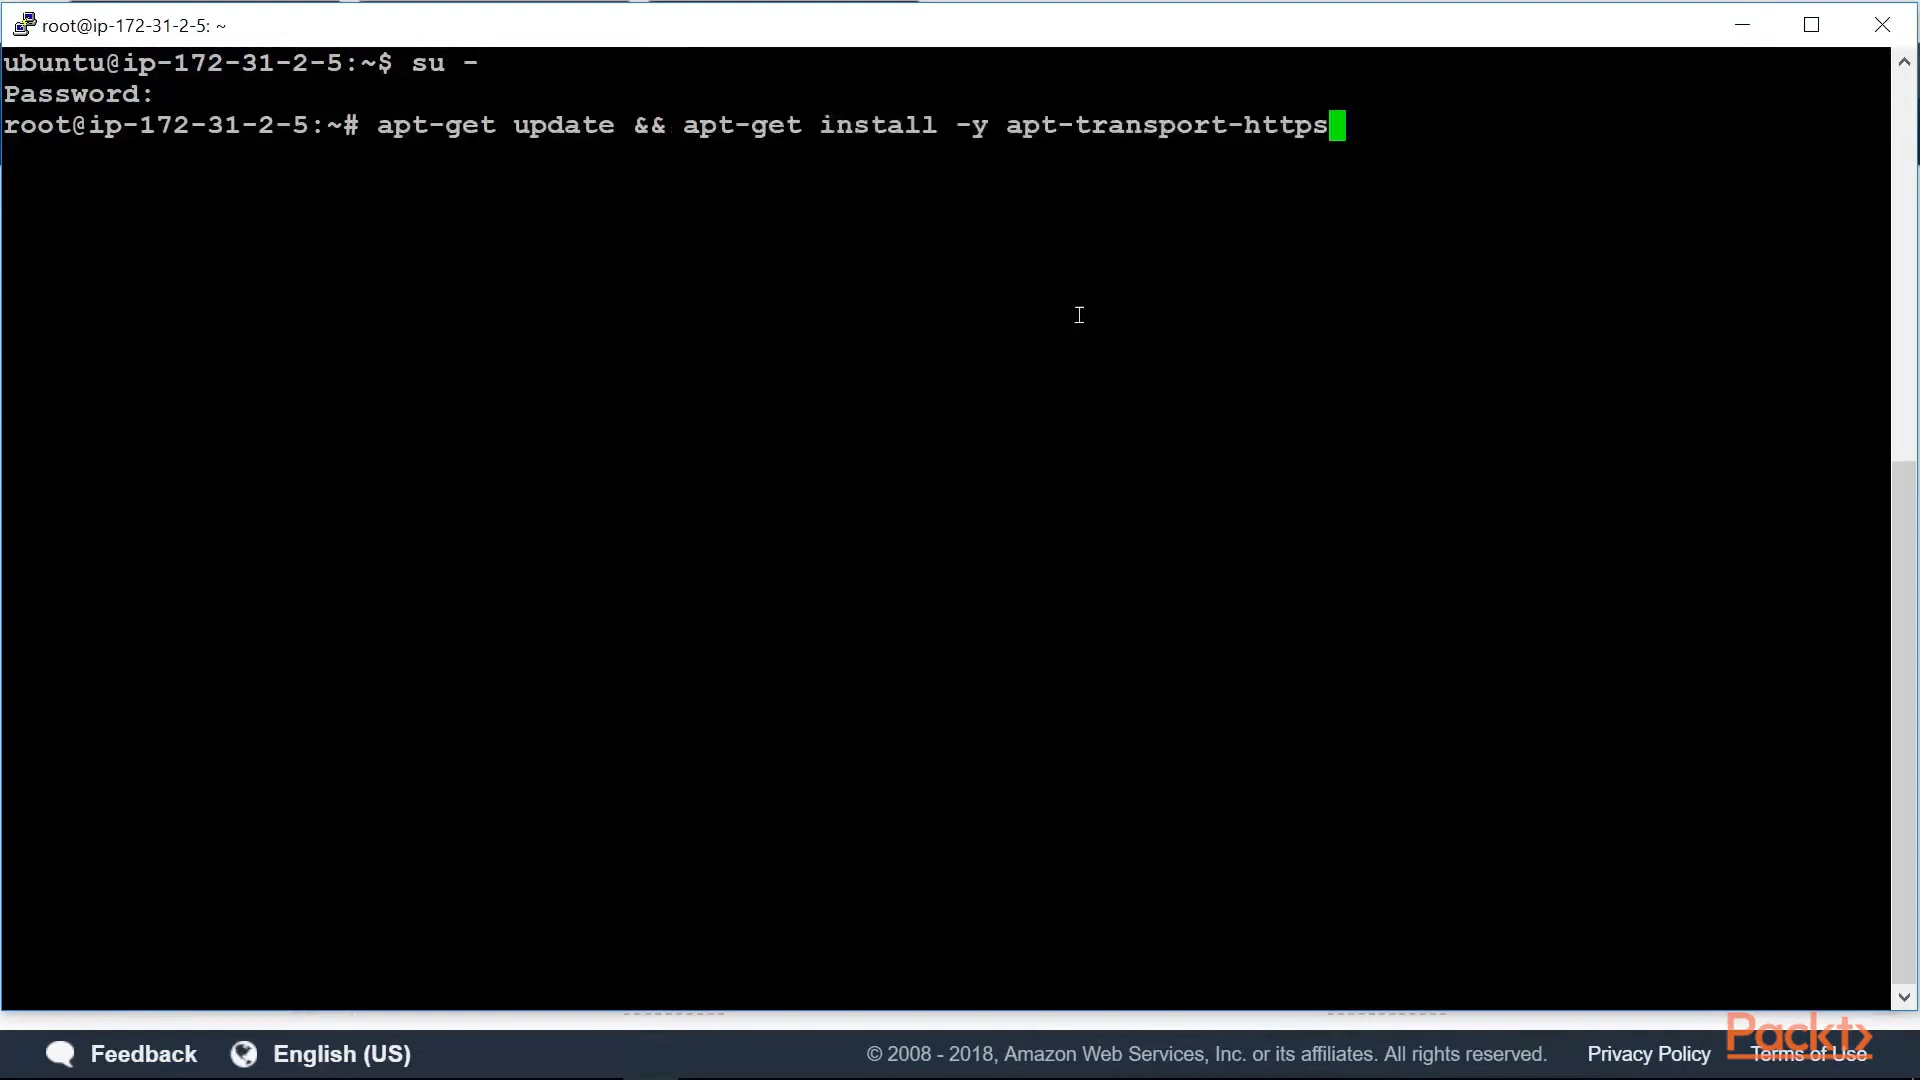 root@ip-172-31-2-5: ~
ubuntu@ip-172-31-2-5:~$ su -
Password:
root@ip-172-31-2-5:~# apt-get update && apt-get install -y apt-transport-https
Feedback
English (US)
© 2008 - 2018, Amazon Web Services, Inc. or its affiliates. All rights reserved.
Privacy Policy
Terms of Use
Packt>